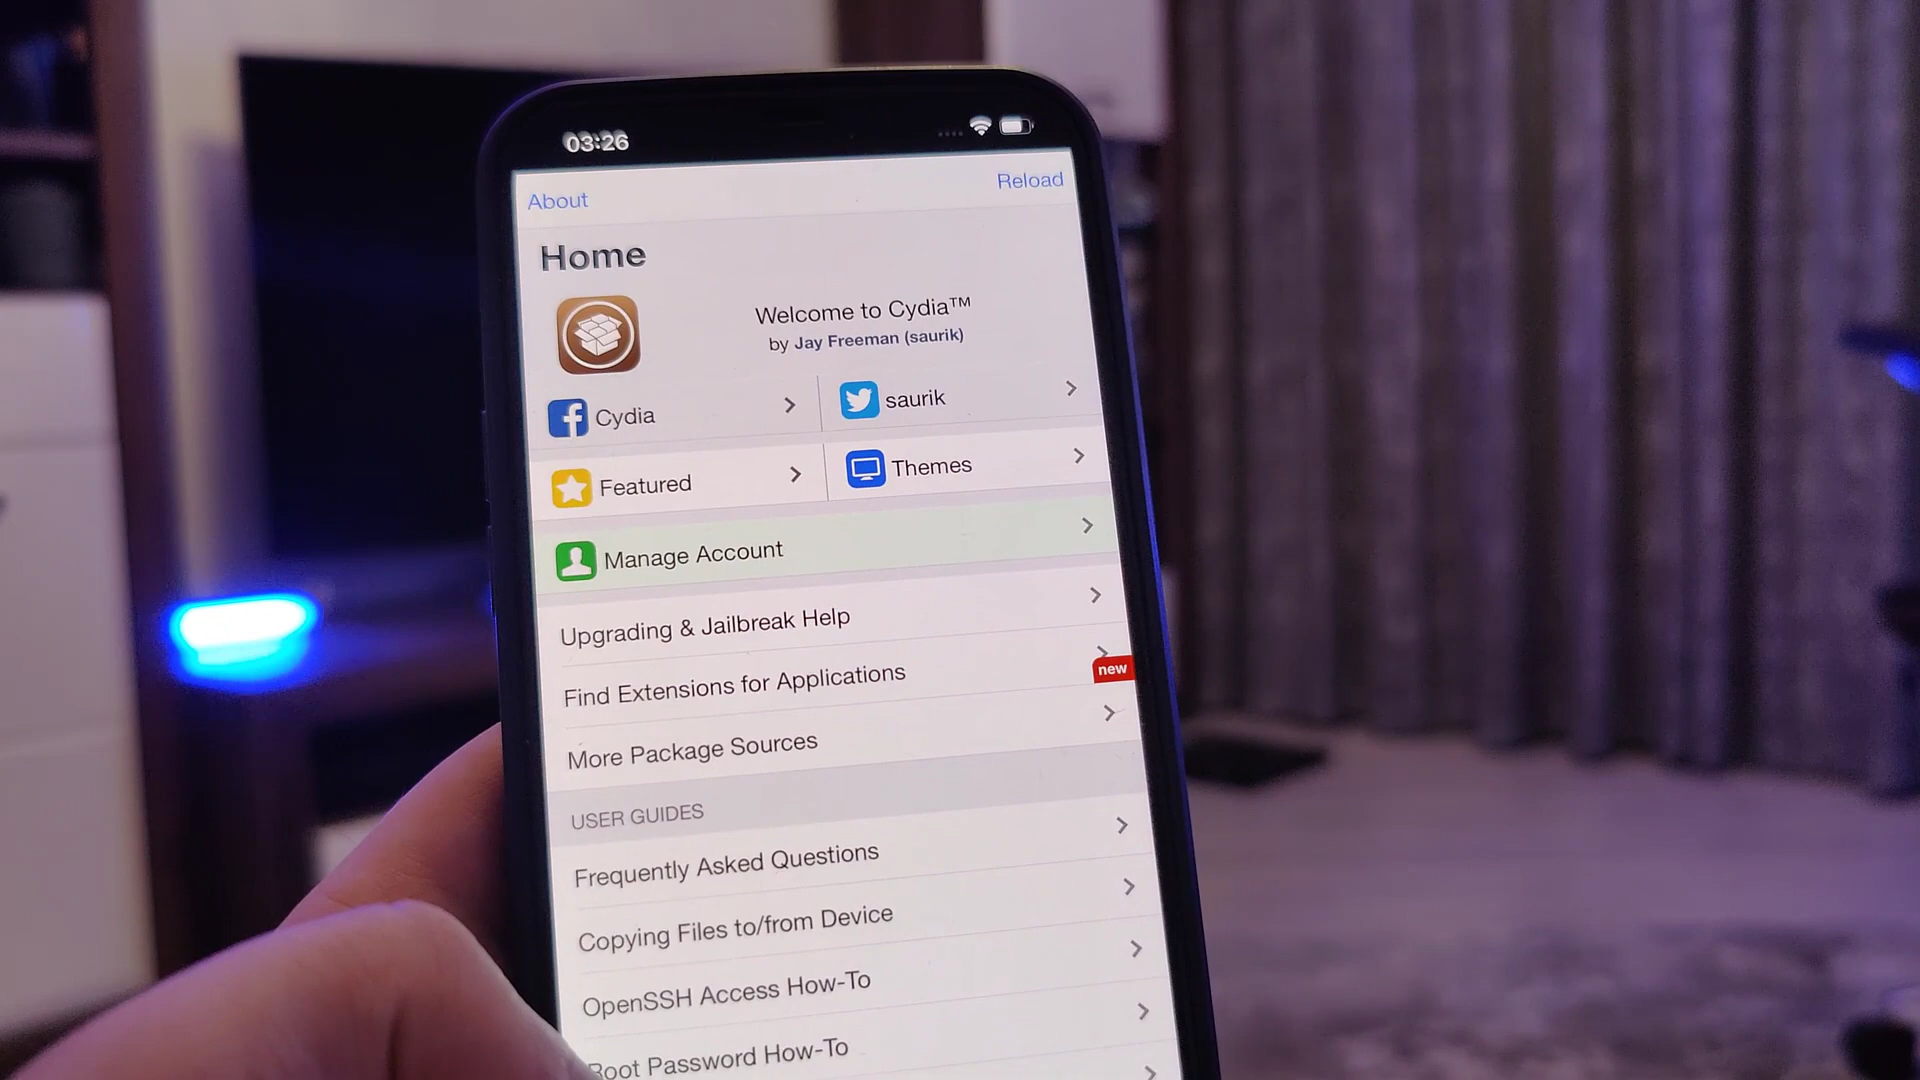 03:26
About
Reload
Home
Welcome to Cydia™
by Jay Freeman (saurik)
Cydia
saurik
Featured
Themes
Manage Account
Upgrading & Jailbreak Help
Find Extensions for Applications
new
More Package Sources
USER GUIDES
Frequently Asked Questions
Copying Files to/from Device
OpenSSH Access How-To
Root Password How-To